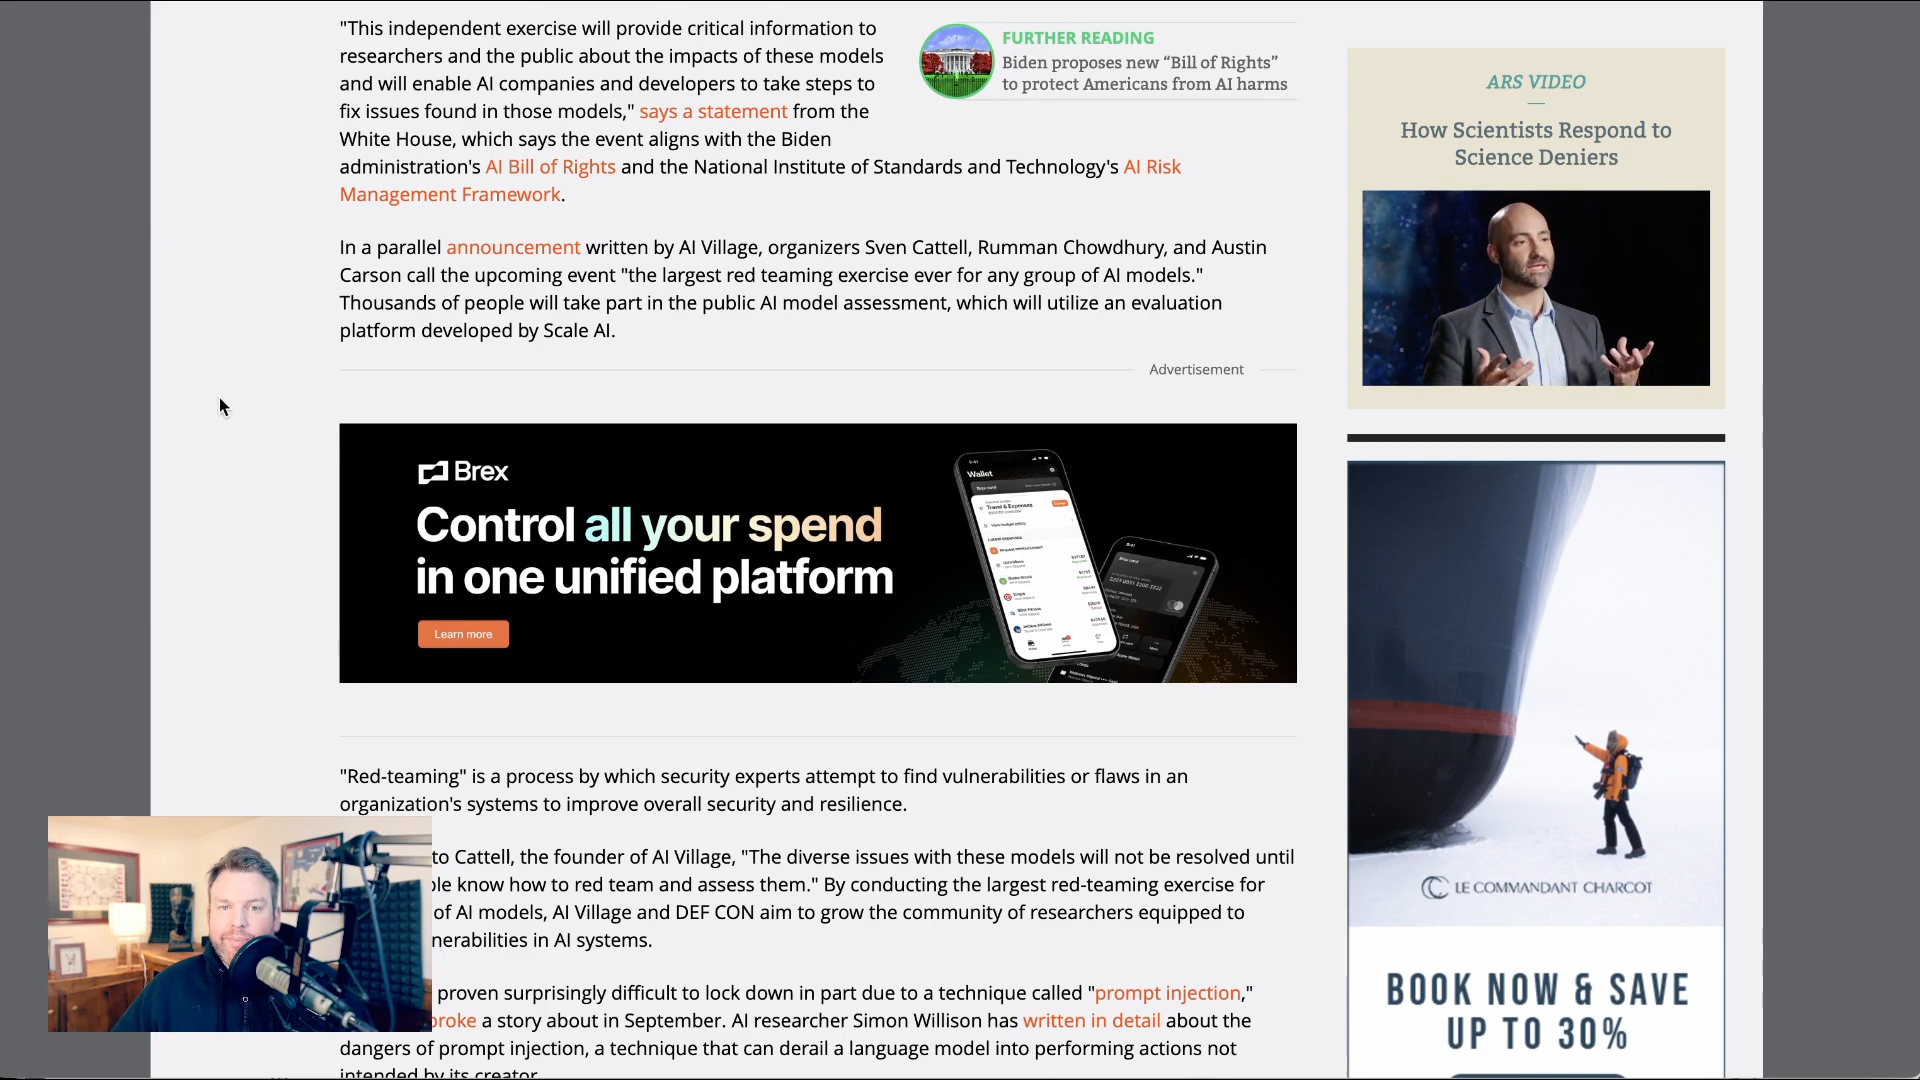 "This independent exercise will provide critical information to
researchers and the public about the impacts of these models
and will enable AI companies and developers to take steps to
fix issues found in those models," says a statement from the
White House, which says the event aligns with the Biden
administration's AI Bill of Rights and the National Institute of Standards and Technology's AI Risk
Management Framework.
FURTHER READING
Biden proposes new “Bill of Rights”
to protect Americans from AI harms
In a parallel announcement written by AI Village, organizers Sven Cattell, Rumman Chowdhury, and Austin
Carson call the upcoming event "the largest red teaming exercise ever for any group of AI models."
Thousands of people will take part in the public AI model assessment, which will utilize an evaluation
platform developed by Scale AI.
Advertisement
Brex
Control all your spend
in one unified platform
Learn more
Wallet
Travel & Expenses
"Red-teaming" is a process by which security experts attempt to find vulnerabilities or flaws in an
organization's systems to improve overall security and resilience.
to Cattell, the founder of AI Village, "The diverse issues with these models will not be resolved until
know how to red team and assess them." By conducting the largest red-teaming exercise for
of AI models, AI Village and DEF CON aim to grow the community of researchers equipped to
nerabilities in AI systems.
proven surprisingly difficult to lock down in part due to a technique called "prompt injection,"
broke a story about in September. AI researcher Simon Willison has written in detail about the
dangers of prompt injection, a technique that can derail a language model into performing actions not
intended by its creator.
ARS VIDEO
How Scientists Respond to
Science Deniers
LE COMMANDANT CHARCOT
BOOK NOW & SAVE
UP TO 30%